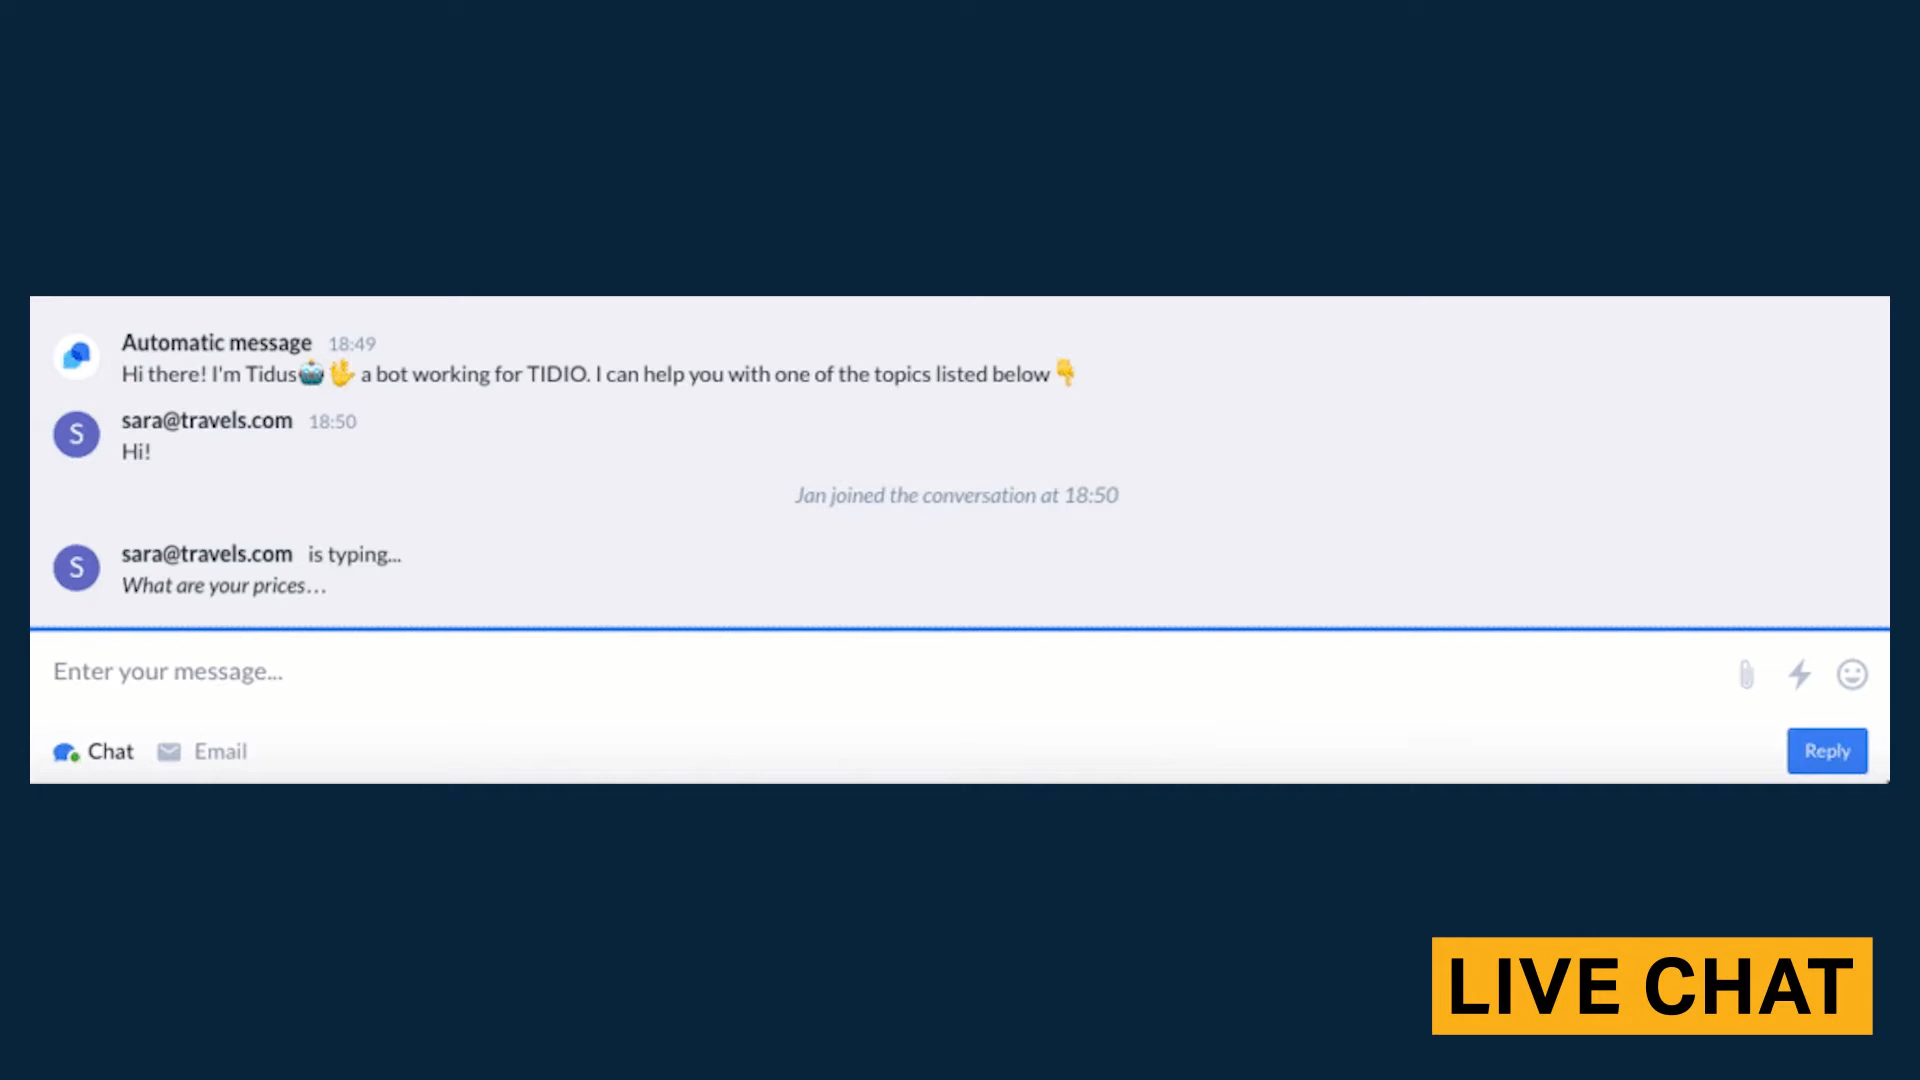 Automatic message 18:49
Hi there! I'm Tidus🤖🖖 a bot working for TIDIO. I can help you with one of the topics listed below👇
S
sara@travels.com 18:50
Hi!
Jan joined the conversation at 18:50
S
sara@travels.com is typing...
What are your prices…
Enter your message...
Chat Email
Reply
LIVE CHAT